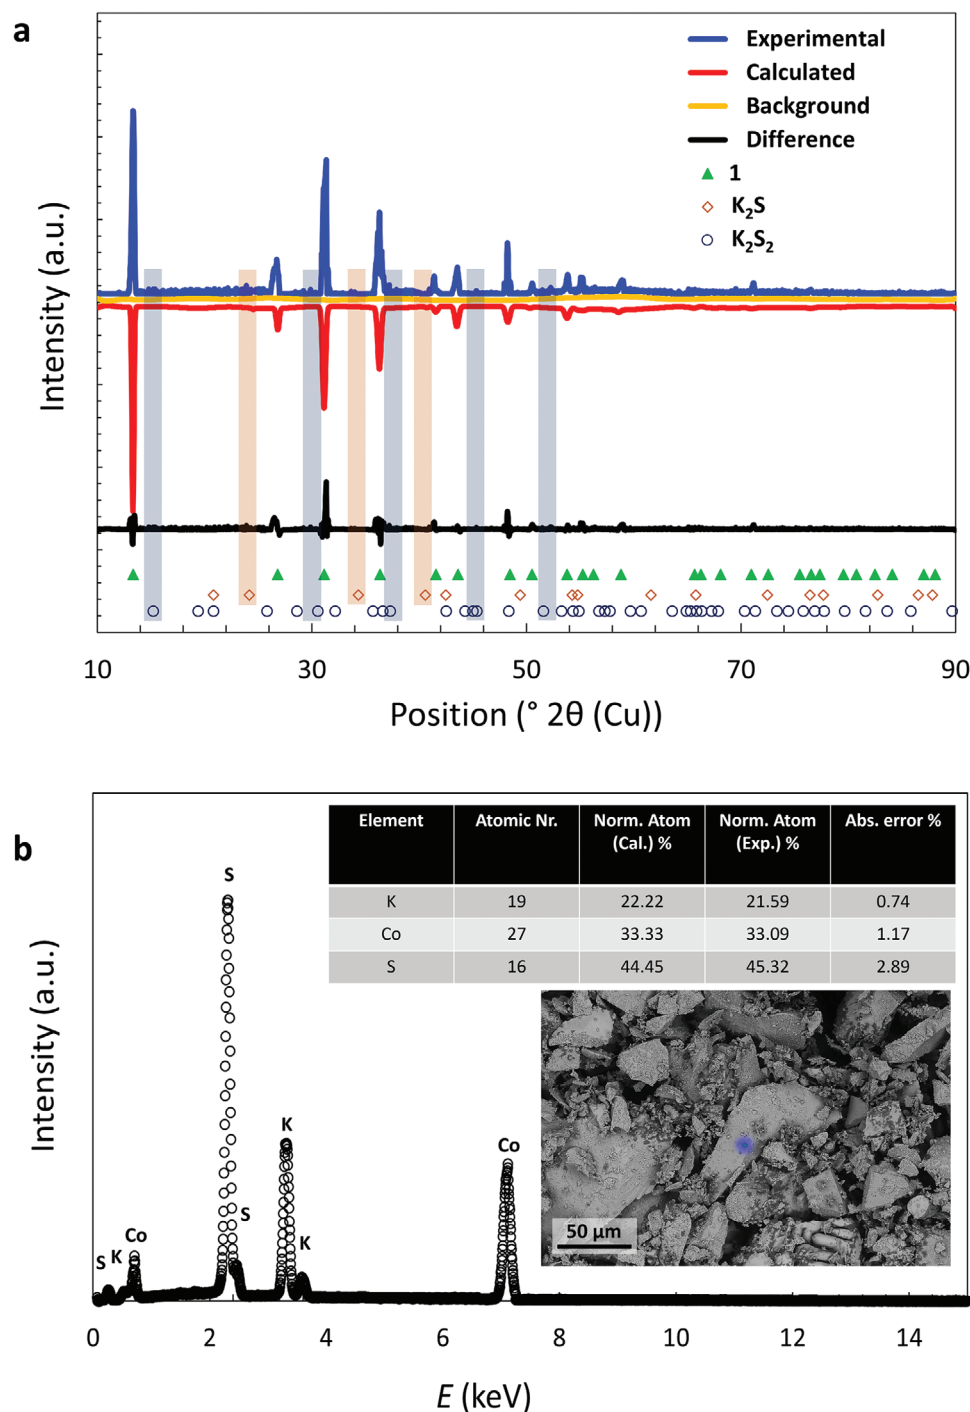 a
Experimental
Calculated
Background
Difference
1
K₂S
K₂S₂
Intensity (a.u.)
10 30 50 70 90
Position (° 2θ (Cu))
b
Element Atomic Nr. Norm. Atom (Cal.) % Norm. Atom (Exp.) % Abs. error %
K 19 22.22 21.59 0.74
Co 27 33.33 33.09 1.17
S 16 44.45 45.32 2.89
S
K
Co
S
S
K
K
Co
50 µm
Intensity (a.u.)
0 2 4 6 8 10 12 14
E (keV)